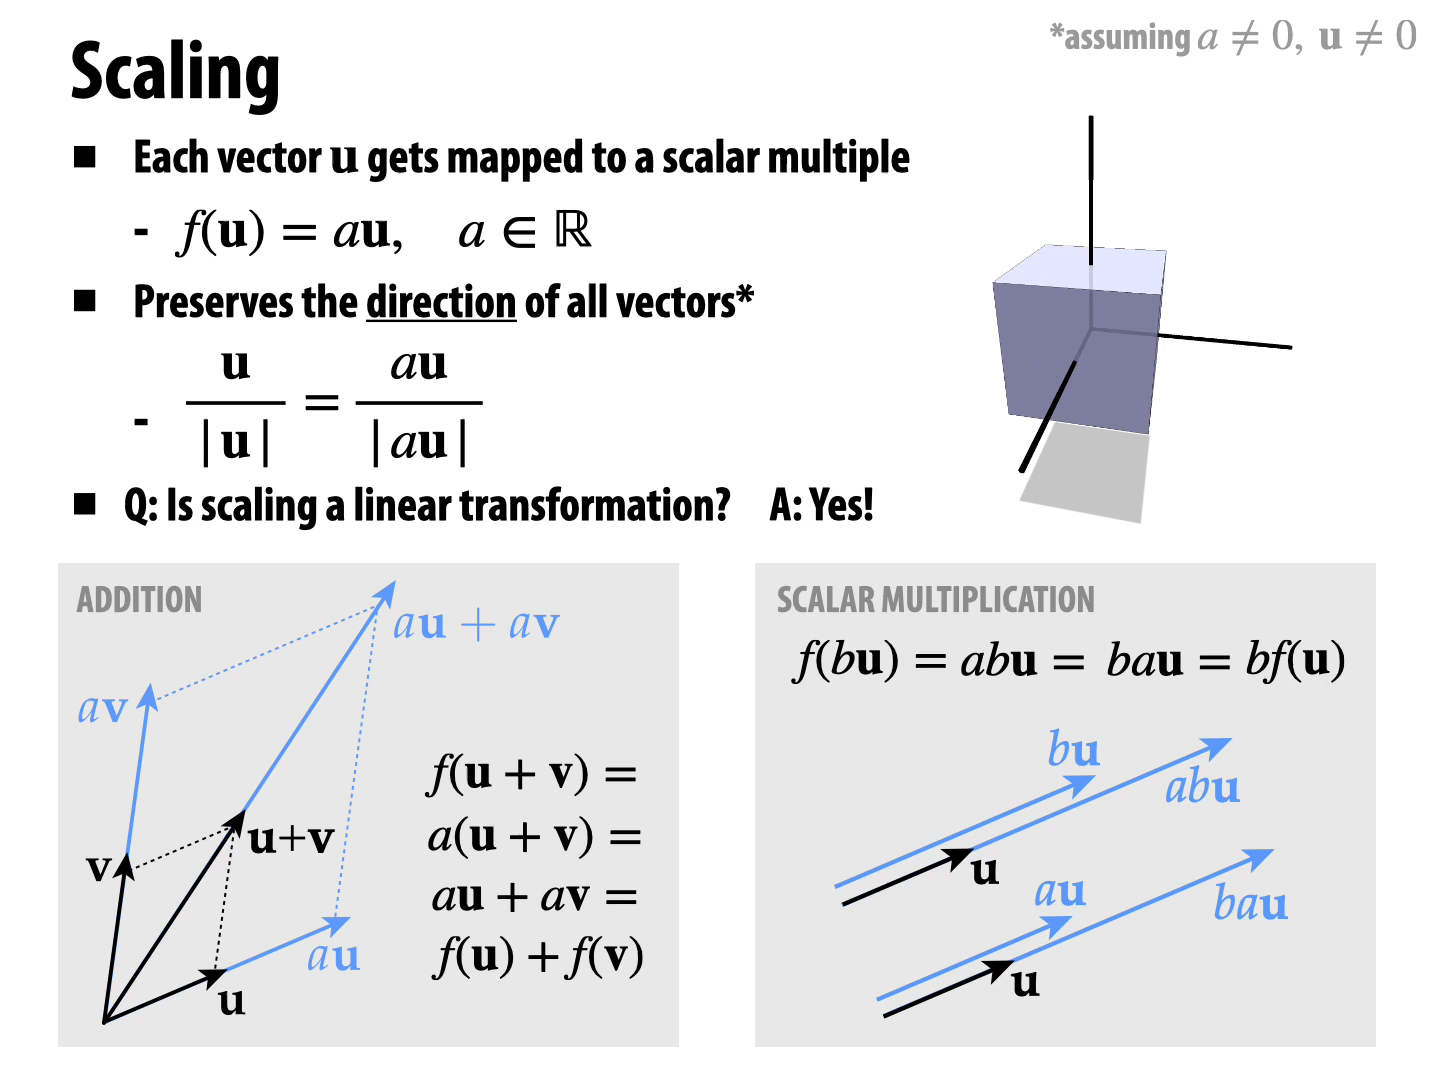 *assuming a ≠ 0, u ≠ 0
Scaling
■ Each vector u gets mapped to a scalar multiple
- f(u) = au, a ∈ ℝ
■ Preserves the direction of all vectors*
- u/|u| = au/|au|
■ Q: Is scaling a linear transformation? A: Yes!
ADDITION
au + av
av
v
u+v
au
u
f(u + v) =
a(u + v) =
au + av =
f(u) + f(v)
SCALAR MULTIPLICATION
f(bu) = abu = bau = bf(u)
bu
abu
u
au
bau
u